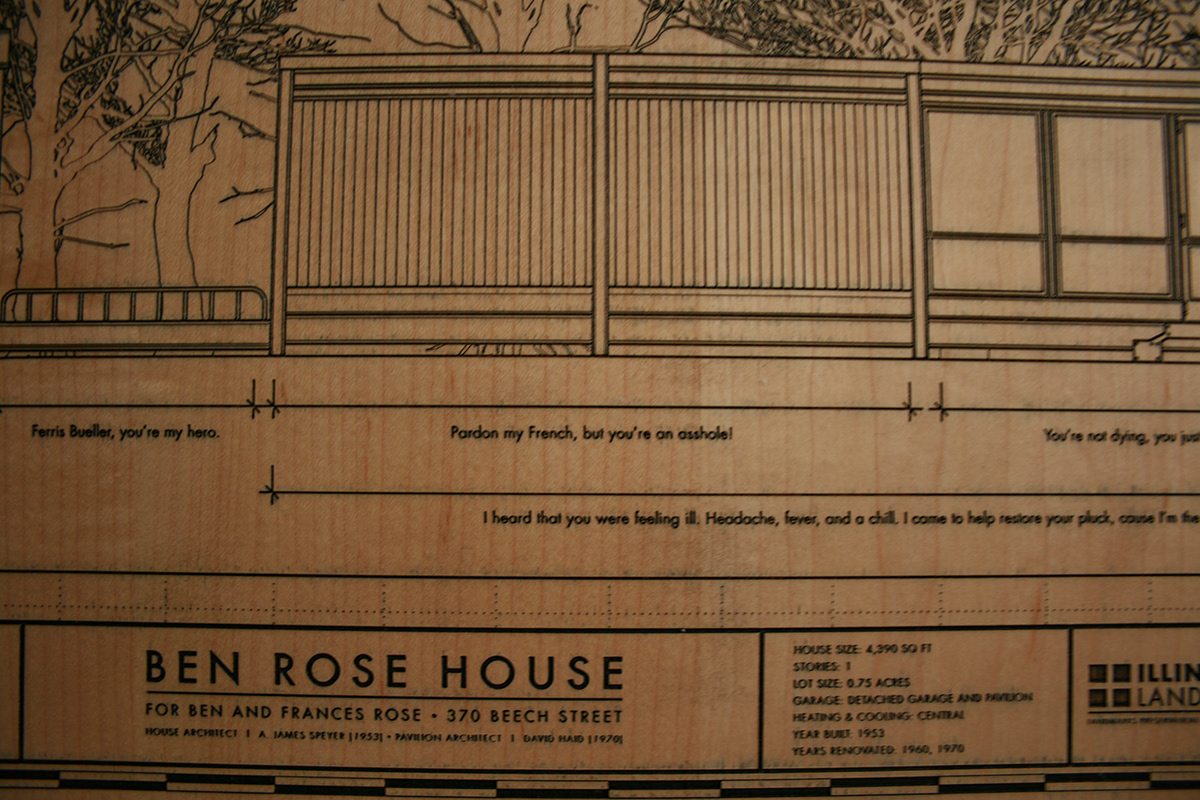 Ferris Bueller, you're my hero.
Pardon my French, but you're an asshole!
You're not dying, you just
I heard that you were feeling ill. Headache, fever, and a chill. I came to help restore your pluck, cause I'm the
BEN ROSE HOUSE
FOR BEN AND FRANCES ROSE • 370 BEECH STREET
HOUSE ARCHITECT | A. JAMES SPEYER [1953] • PAVILION ARCHITECT | DAVID HAID [1970]
HOUSE SIZE: 4,390 SQ FT
STORIES: 1
LOT SIZE: 0.75 ACRES
GARAGE: DETACHED GARAGE AND PAVILION
HEATING & COOLING: CENTRAL
YEAR BUILT: 1953
YEARS RENOVATED: 1960, 1970
ILLIN
LAND